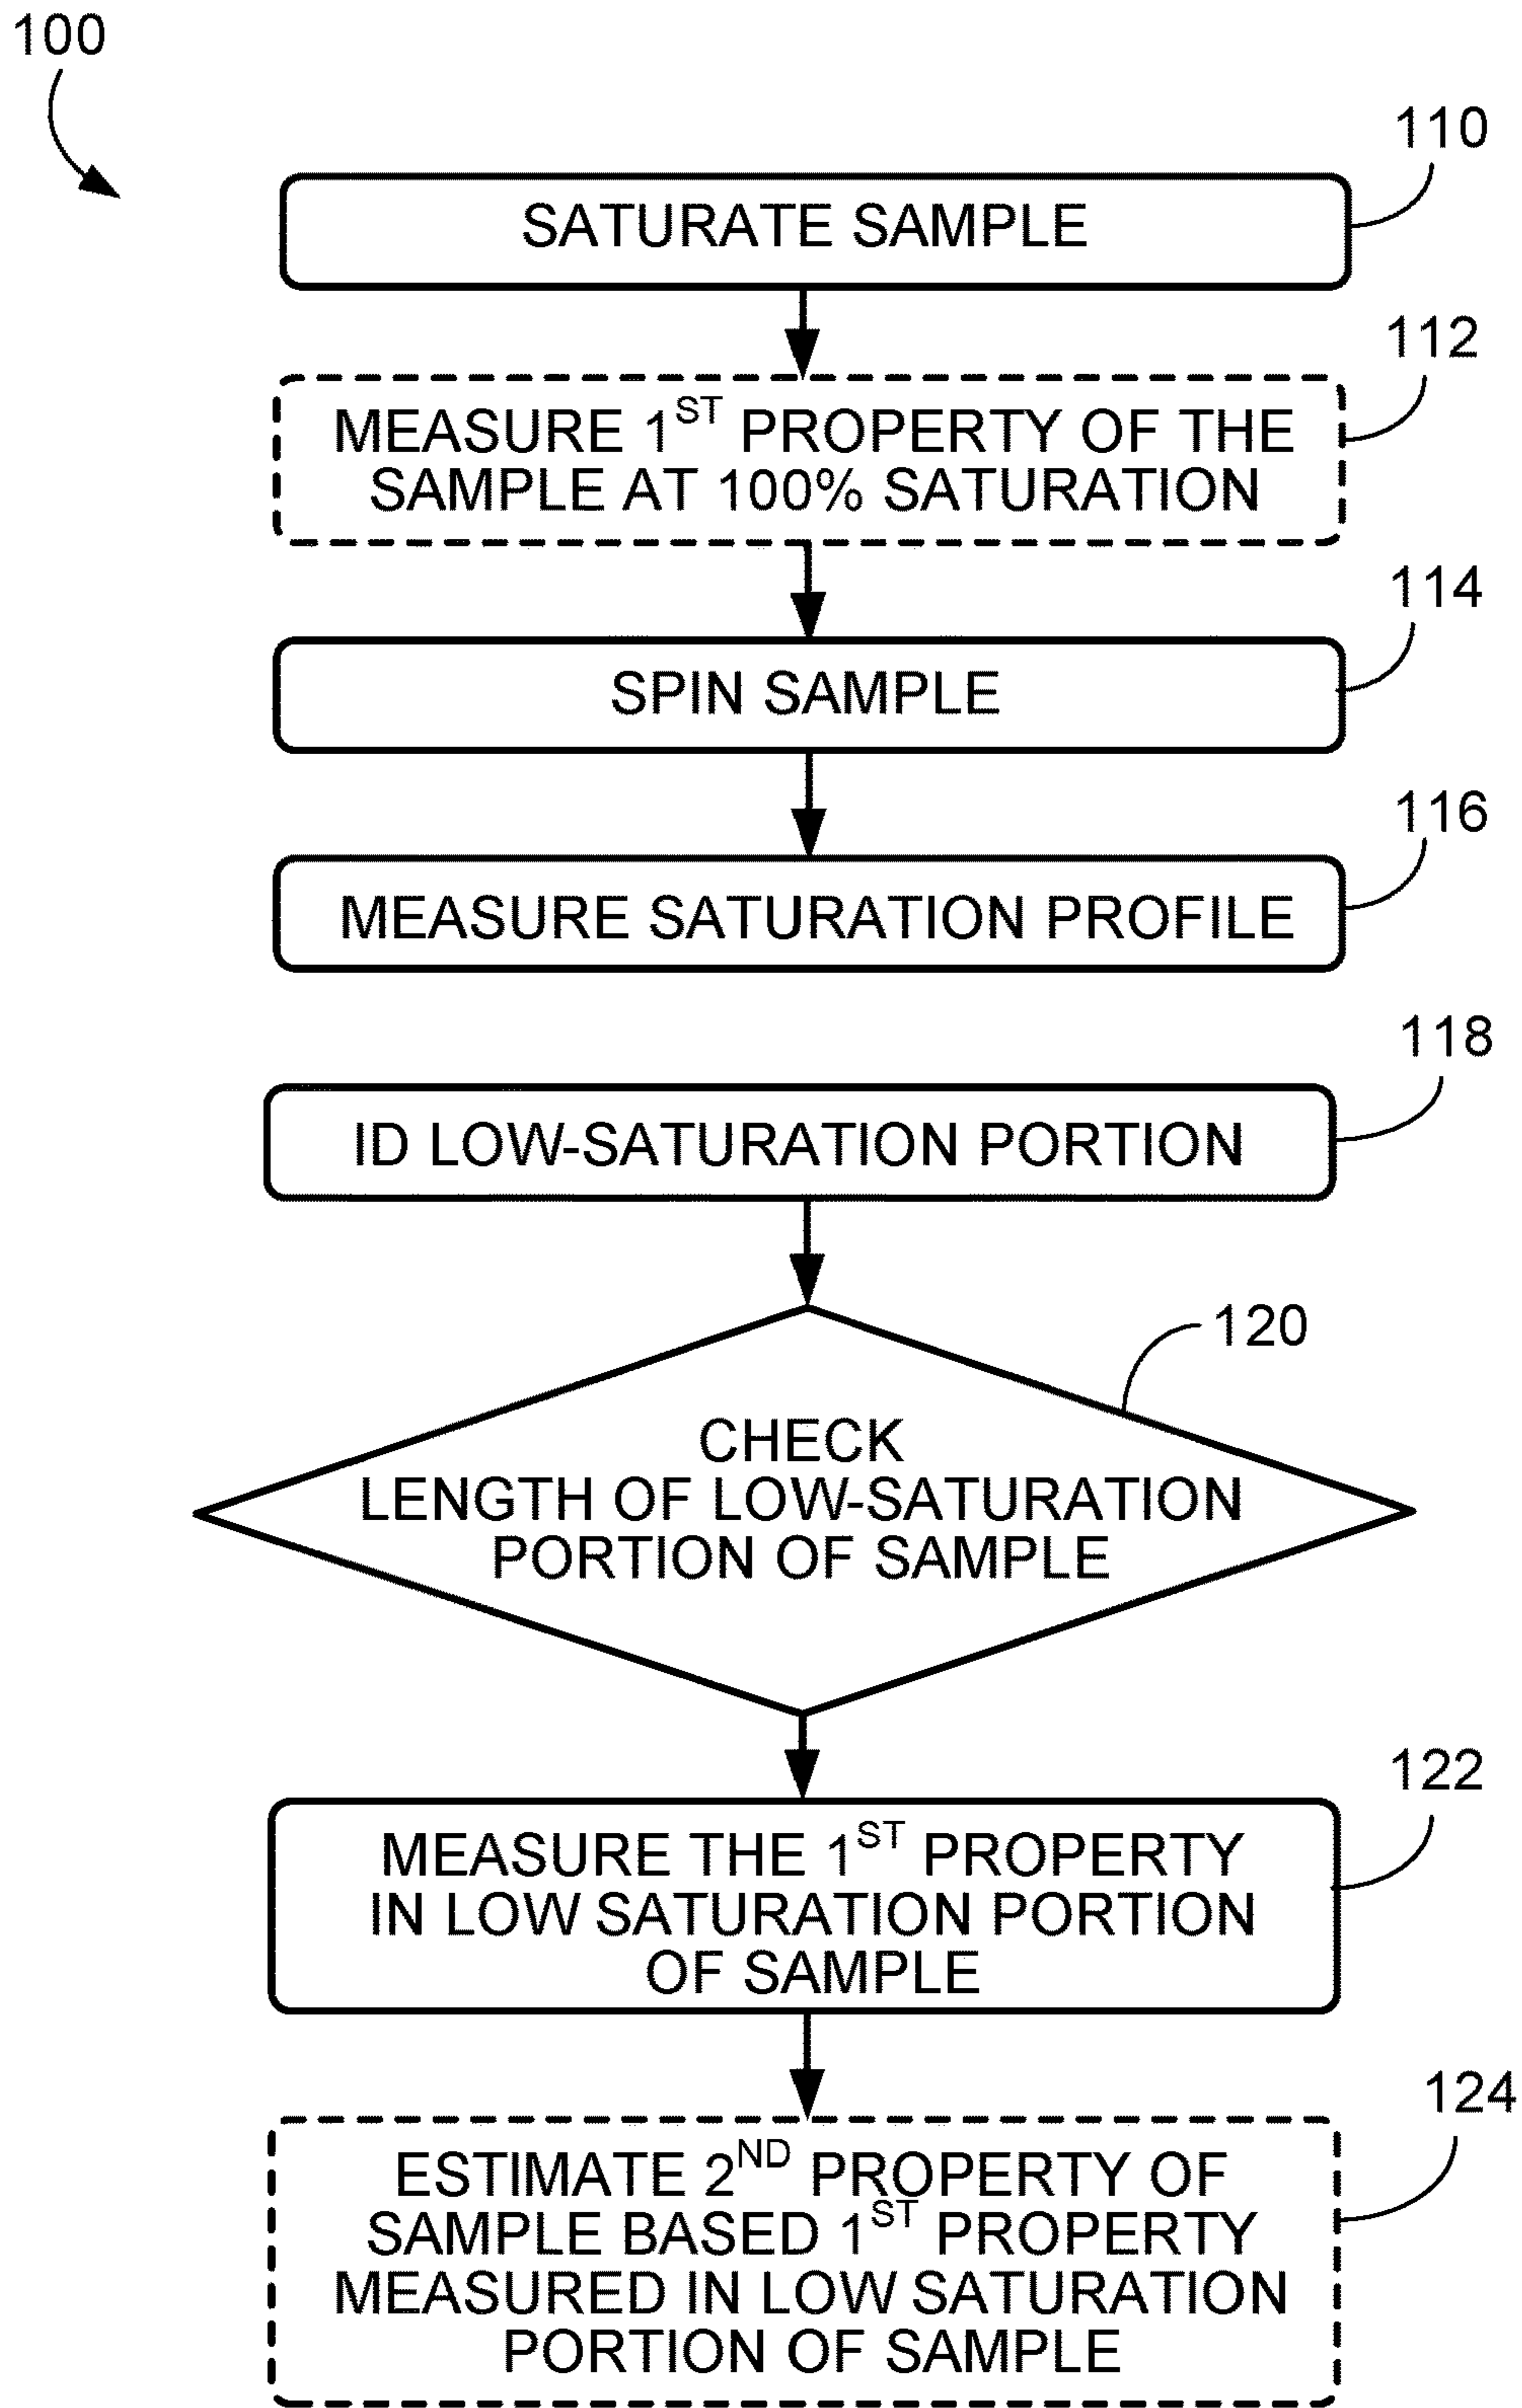 100
110
SATURATE SAMPLE
112
MEASURE 1ST PROPERTY OF THE
SAMPLE AT 100% SATURATION
114
SPIN SAMPLE
116
MEASURE SATURATION PROFILE
118
ID LOW-SATURATION PORTION
120
CHECK
LENGTH OF LOW-SATURATION
PORTION OF SAMPLE
122
MEASURE THE 1ST PROPERTY
IN LOW SATURATION PORTION
OF SAMPLE
124
ESTIMATE 2ND PROPERTY OF
SAMPLE BASED 1ST PROPERTY
MEASURED IN LOW SATURATION
PORTION OF SAMPLE